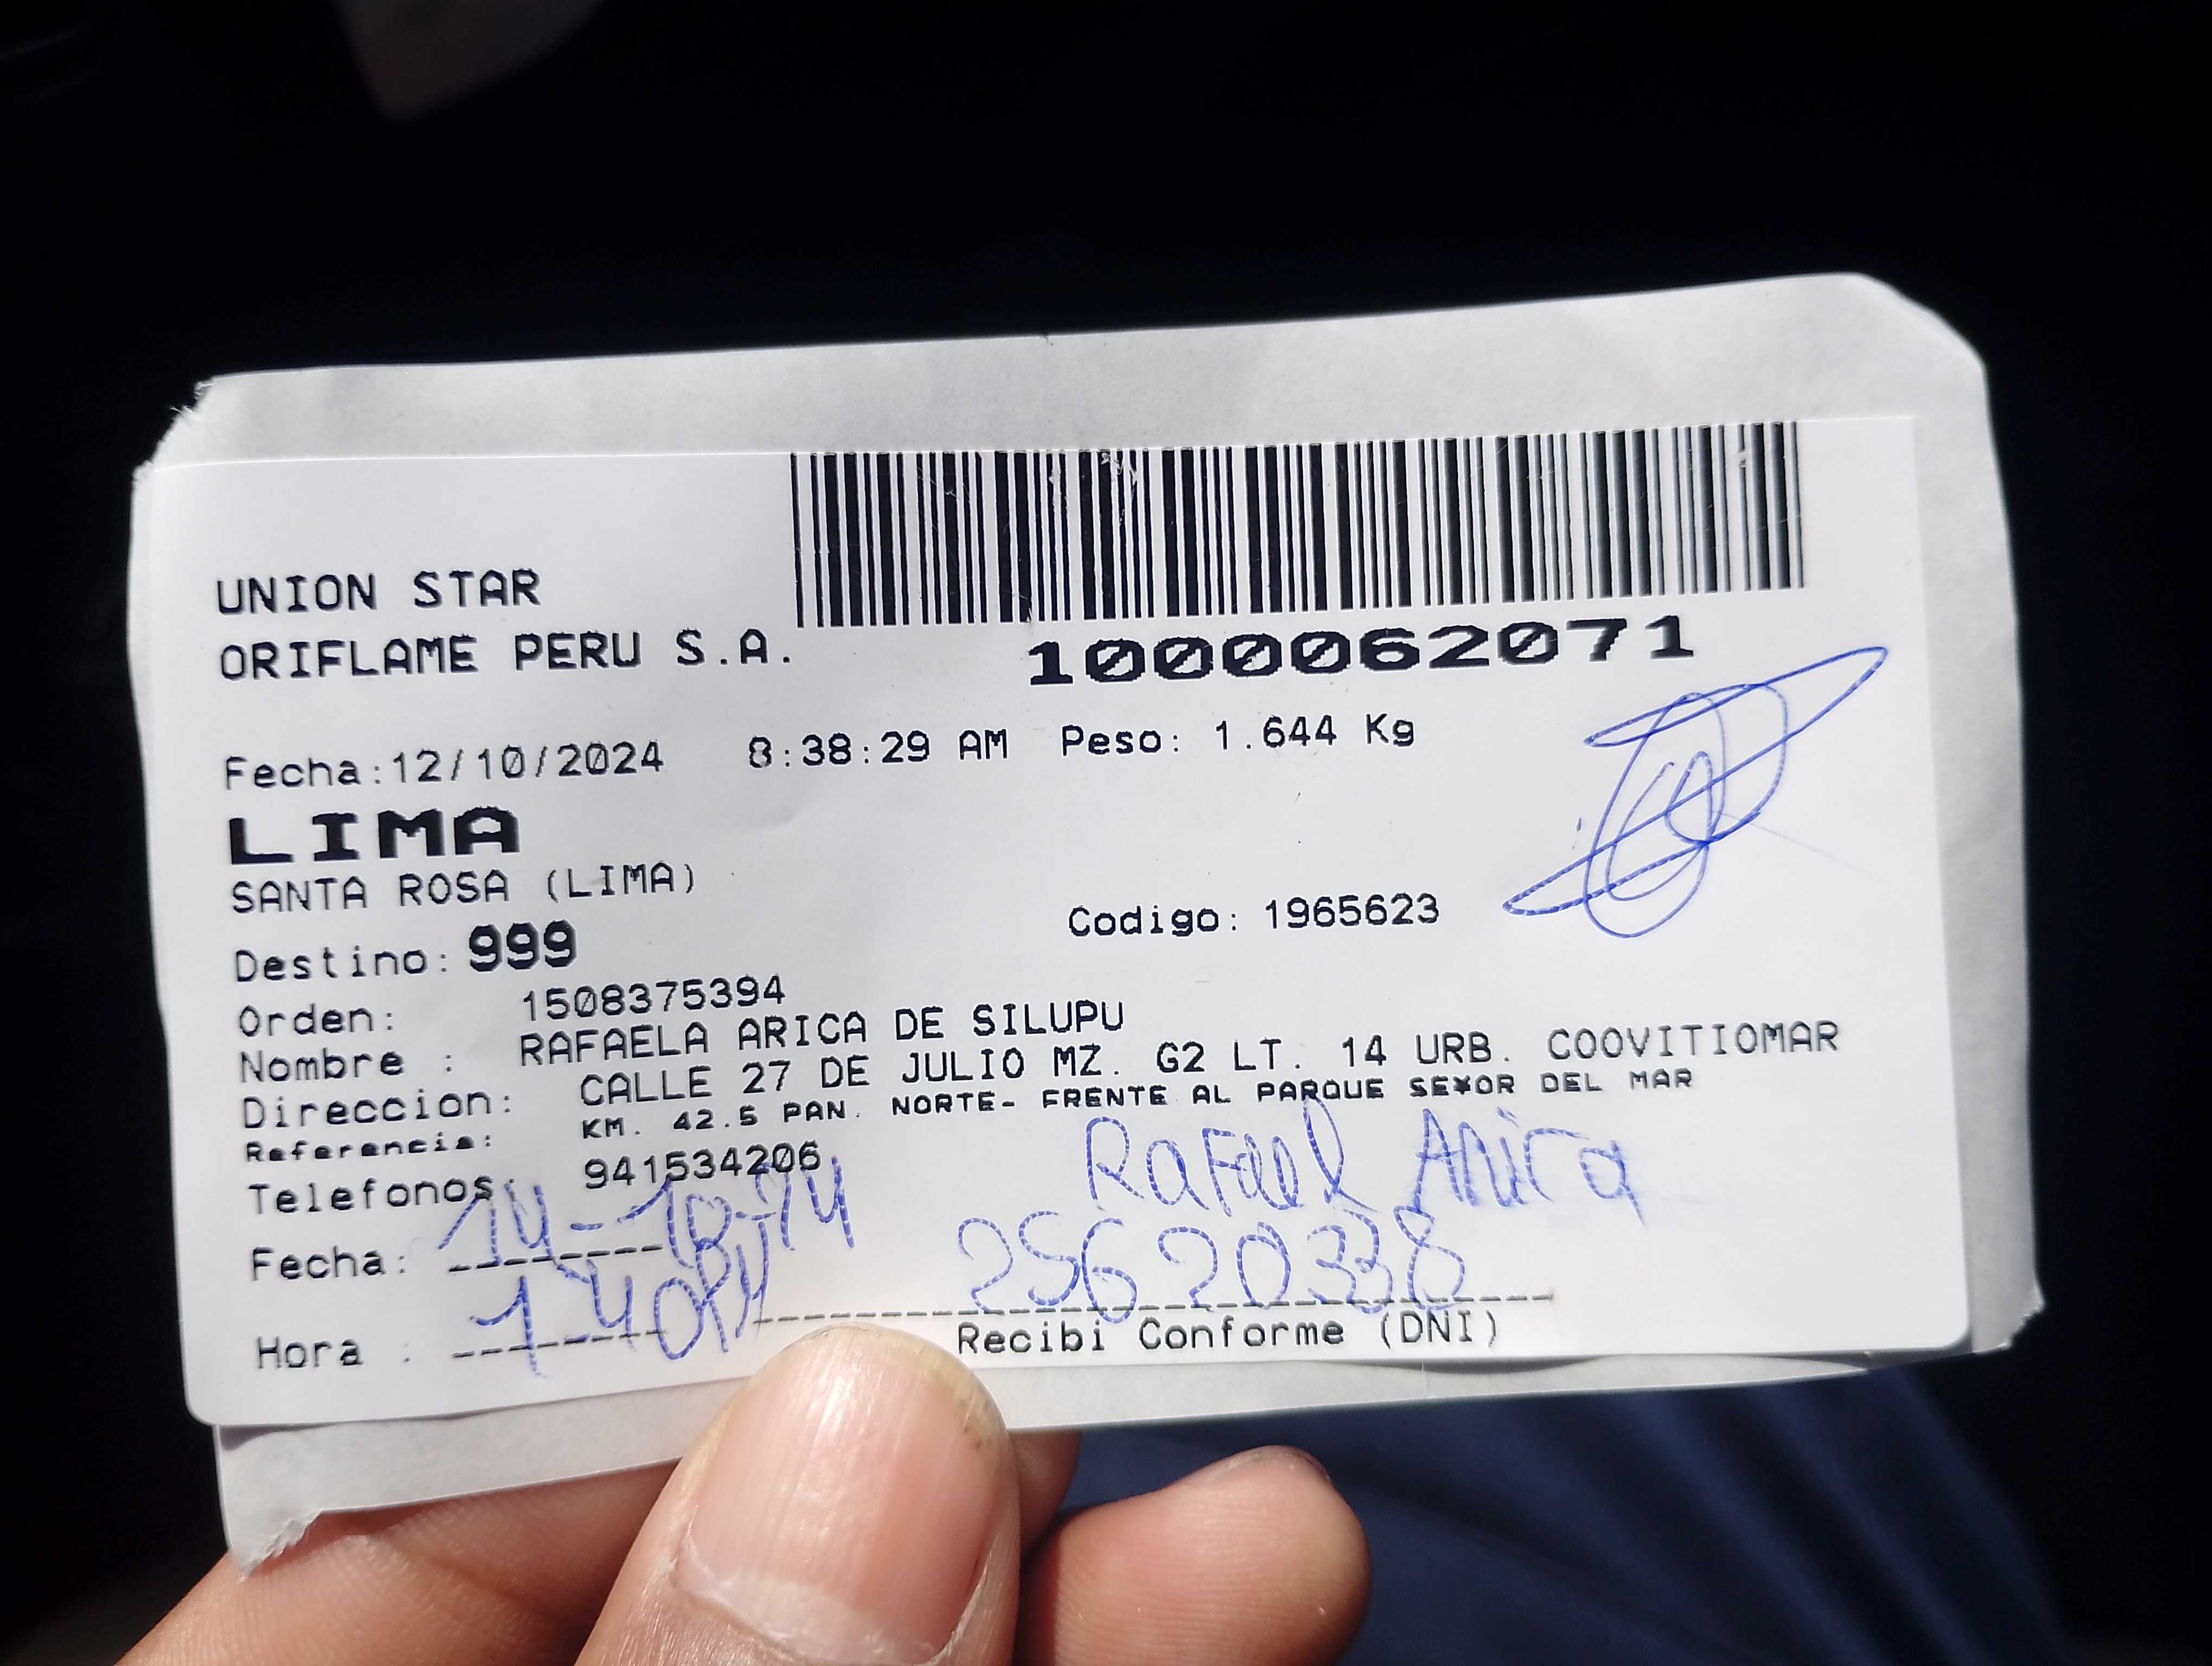 UNION STAR
ORIFLAME PERU S.A.
1000062071
Fecha:12/10/2024 8:38:29 AM Peso: 1.644 Kg
LIMA
SANTA ROSA (LIMA)
Destino: 999 Codigo: 1965623
Orden: 1508375394
Nombre : RAFAELA ARICA DE SILUPU
Direccion: CALLE 27 DE JULIO MZ. G2 LT. 14 URB. COOVITIOMAR
Referencia: KM. 42.5 PAN. NORTE- FRENTE AL PARQUE SE¥OR DEL MAR
Telefonos: 941534206
Rafael Arica
Fecha: 14-10-
25620338
Hora : 1:40PM
Recibi Conforme (DNI)